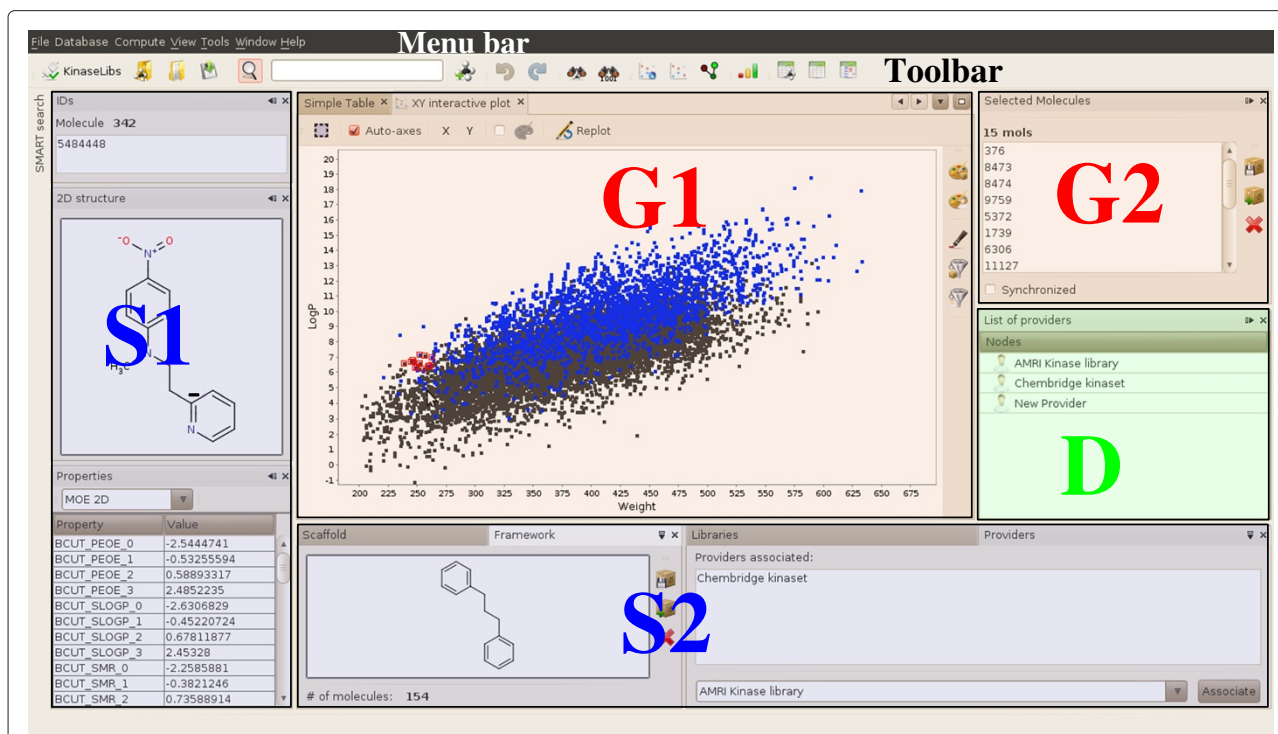 File Database Compute View Tools Window Help
Menu bar
KinaseLibs
TOOL
Toolbar
SMART search
IDs
Molecule 342
5484448
2D structure
-O
N+
O
N
H3C
N
S1
Properties
MOE 2D
Property Value
BCUT_PEOE_0 -2.5444741
BCUT_PEOE_1 -0.53255594
BCUT_PEOE_2 0.58893317
BCUT_PEOE_3 2.4852235
BCUT_SLOGP_0 -2.6306829
BCUT_SLOGP_1 -0.45220724
BCUT_SLOGP_2 0.67811877
BCUT_SLOGP_3 2.45328
BCUT_SMR_0 -2.2585881
BCUT_SMR_1 -0.3821246
BCUT_SMR_2 0.73588914
Simple Table XY interactive plot
Auto-axes X Y Replot
G1
LogP
20
19
18
17
16
15
14
13
12
11
10
9
8
7
6
5
4
3
2
1
0
-1
200 225 250 275 300 325 350 375 400 425 450 475 500 525 550 575 600 625 650 675
Weight
Selected Molecules
15 mols
376
8473
8474
9759
5372
1739
6306
11127
G2
Synchronized
List of providers
Nodes
AMRI Kinase library
Chembridge kinaset
New Provider
D
Scaffold Framework
# of molecules: 154
S2
Libraries Providers
Providers associated:
Chembridge kinaset
AMRI Kinase library Associate